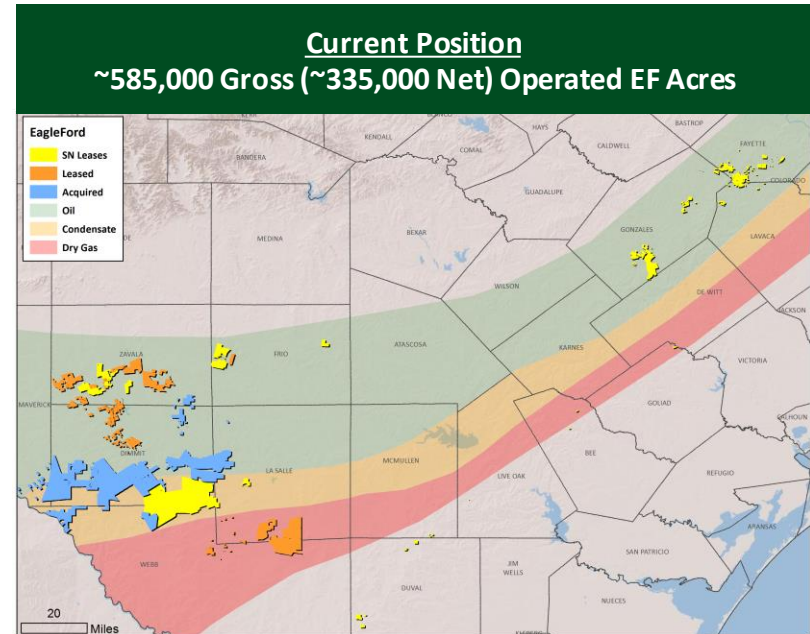 Current Position
~585,000 Gross (~335,000 Net) Operated EF Acres
EagleFord
SN Leases
Leased
Acquired
Oil
Condensate
Dry Gas
BANDERA
KENDALL
COMAL
HAYS
CALDWELL
BASTROP
FAYETTE
COLORADO
GUADALUPE
MEDINA
BEXAR
GONZALES
LAVACA
WILSON
DE WITT
JACKSON
ZAVALA
FRIO
ATASCOSA
KARNES
VICTORIA
MAVERICK
GOLIAD
CALHOUN
DIMMIT
LA SALLE
MCMULLEN
LIVE OAK
BEE
REFUGIO
ARANSAS
WEBB
DUVAL
JIM
WELLS
SAN PATRICIO
NUECES
20
Miles